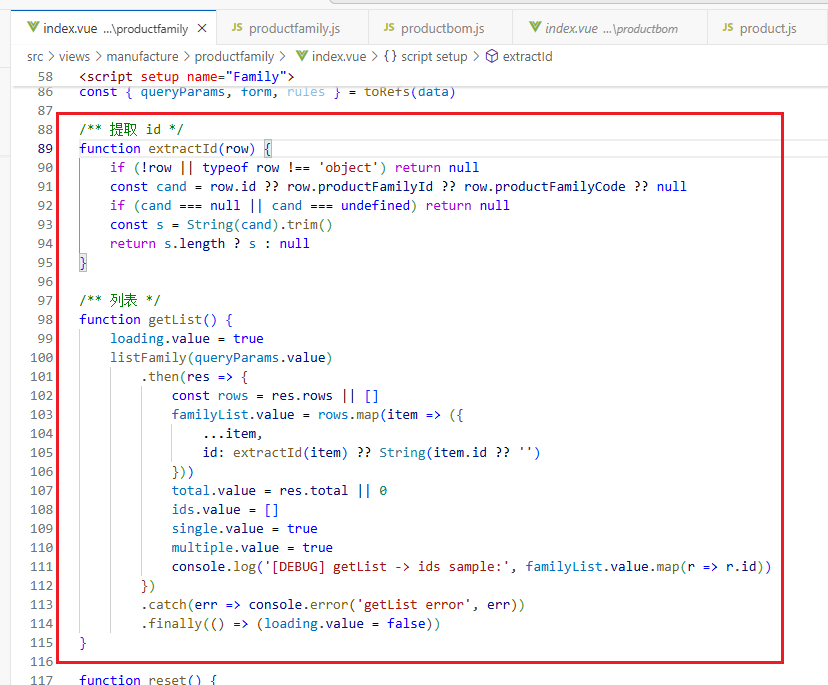 index.vue ...\productfamily
JS productfamily.js
JS productbom.js
index.vue ...\productbom
JS product.js
src > views > manufacture > productfamily > index.vue > {} script setup > extractId
58 <script setup name="Family">
86 const { queryParams, form, rules } = toRefs(data)
87
88 /** 提取 id */
89 function extractId(row) {
90 if (!row || typeof row !== 'object') return null
91 const cand = row.id ?? row.productFamilyId ?? row.productFamilyCode ?? null
92 if (cand === null || cand === undefined) return null
93 const s = String(cand).trim()
94 return s.length ? s : null
95 }
96
97 /** 列表 */
98 function getList() {
99 loading.value = true
100 listFamily(queryParams.value)
101 .then(res => {
102 const rows = res.rows || []
103 familyList.value = rows.map(item => ({
104 ...item,
105 id: extractId(item) ?? String(item.id ?? '')
106 }))
107 total.value = res.total || 0
108 ids.value = []
109 single.value = true
110 multiple.value = true
111 console.log('[DEBUG] getList -> ids sample:', familyList.value.map(r => r.id))
112 })
113 .catch(err => console.error('getList error', err))
114 .finally(() => (loading.value = false))
115 }
116
117 function reset() {